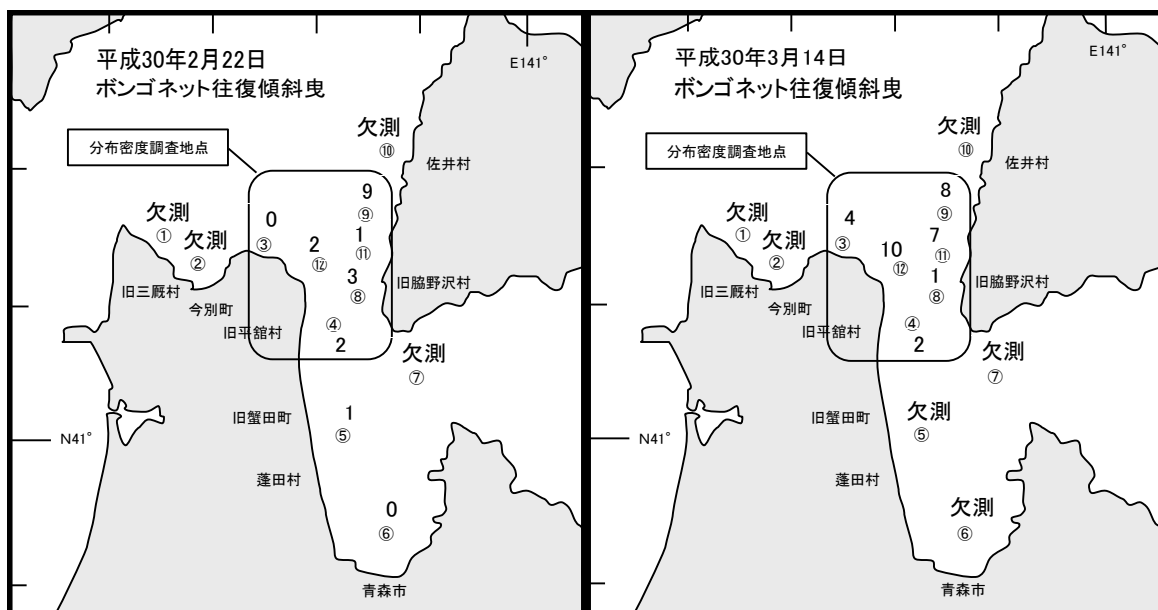 平成30年2月22日
ボンゴネット往復傾斜曳
E141°
欠測
⑩
佐井村
分布密度調査地点
9
⑨
欠測
①
欠測
②
0
③
2
⑫
1
⑪
3
⑧
旧三厩村
今別町
旧平舘村
旧脇野沢村
④
2
欠測
⑦
旧蟹田町
1
⑤
N41°
蓬田村
0
⑥
青森市
平成30年3月14日
ボンゴネット往復傾斜曳
E141°
欠測
⑩
佐井村
分布密度調査地点
8
⑨
欠測
①
欠測
②
4
③
10
⑫
7
⑪
1
⑧
旧三厩村
今別町
旧平舘村
旧脇野沢村
④
2
欠測
⑦
旧蟹田町
欠測
⑤
N41°
蓬田村
欠測
⑥
青森市